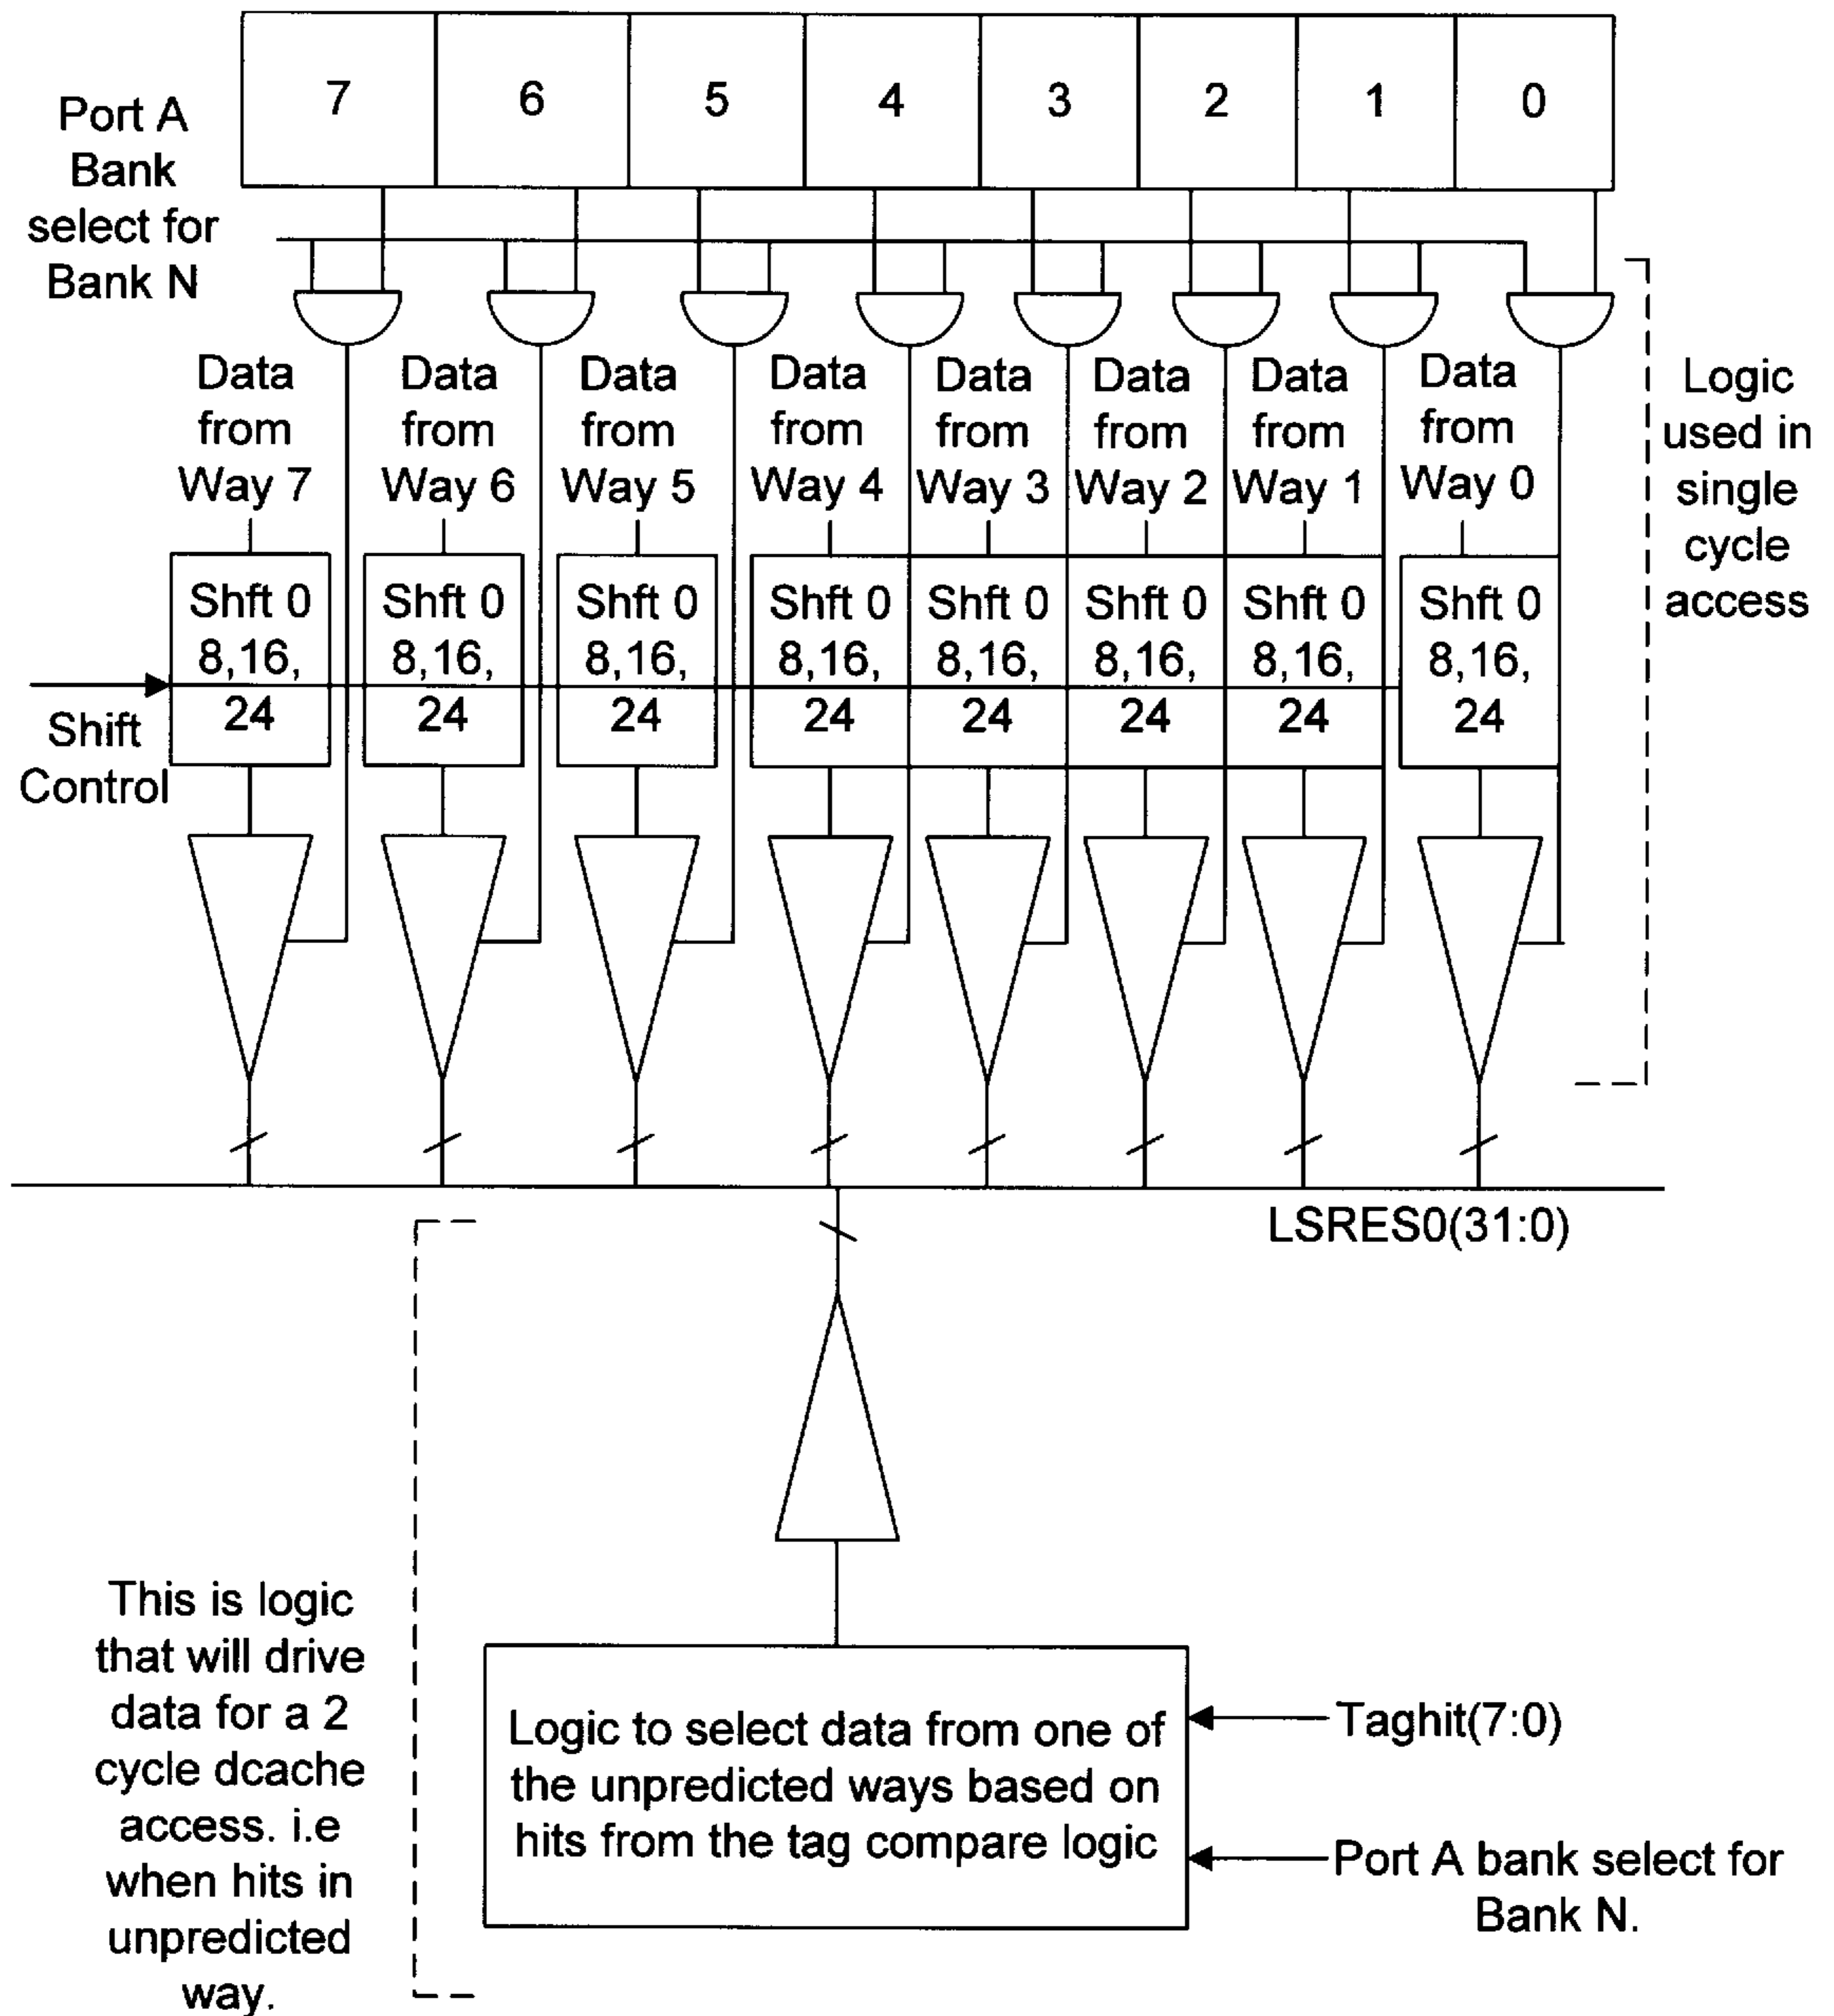 7 6 5 4 3 2 1 0
Port A
Bank
select for
Bank N
Data Data Data Data Data Data Data Data
from from from from from from from from
Way 7 Way 6 Way 5 Way 4 Way 3 Way 2 Way 1 Way 0
Logic
used in
single
cycle
access
Shft 0 Shft 0 Shft 0 Shft 0 Shft 0 Shft 0 Shft 0 Shft 0
8,16, 8,16, 8,16, 8,16, 8,16, 8,16, 8,16, 8,16,
24 24 24 24 24 24 24 24
Shift
Control
LSRES0(31:0)
This is logic
that will drive
data for a 2
cycle dcache
access. i.e
when hits in
unpredicted
way.
Logic to select data from one of
the unpredicted ways based on
hits from the tag compare logic
Taghit(7:0)
Port A bank select for
Bank N.